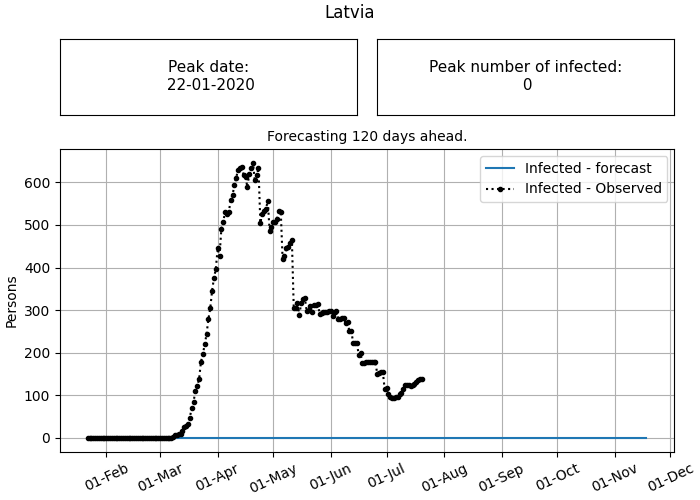 Latvia
Peak date:
22-01-2020
Peak number of infected:
0
Forecasting 120 days ahead.
Infected - forecast
Infected - Observed
Persons
600
500
400
300
200
100
0
01-Feb
01-Mar
01-Apr
01-May
01-Jun
01-Jul
01-Aug
01-Sep
01-Oct
01-Nov
01-Dec